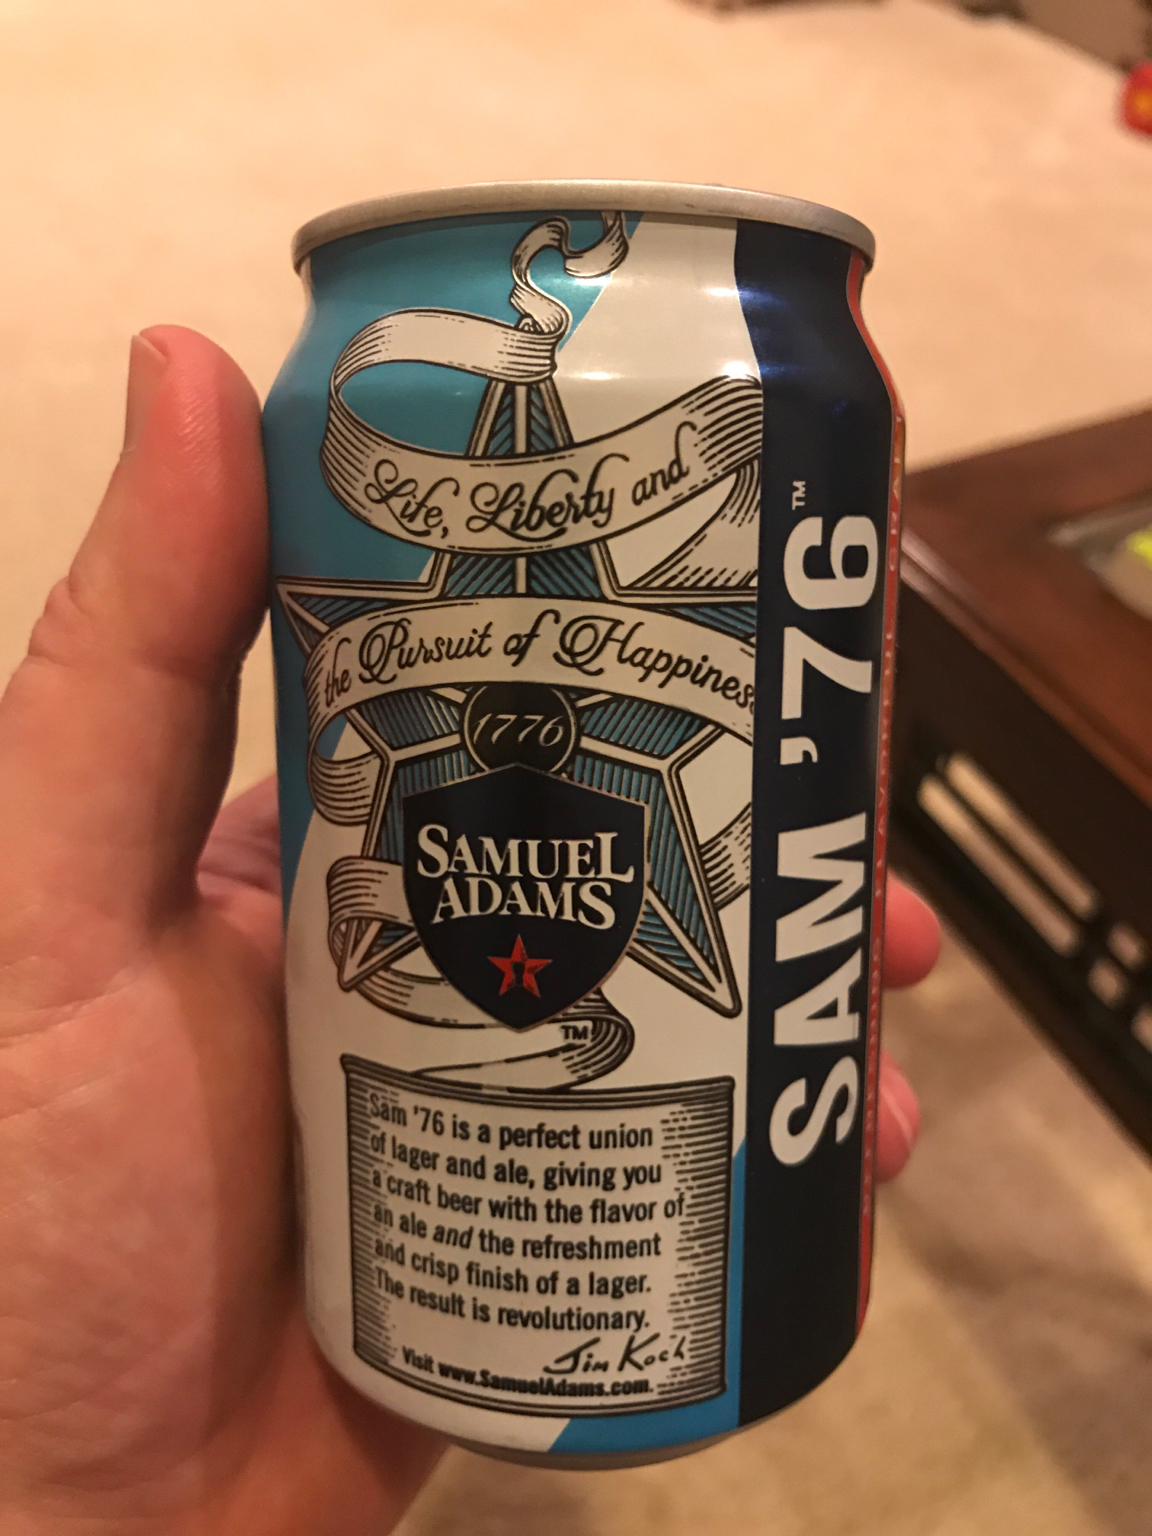 Life, Liberty and
the Pursuit of Happiness
1776
SAMUEL
ADAMS
TM
Sam '76 is a perfect union
of lager and ale, giving you
a craft beer with the flavor of
an ale and the refreshment
and crisp finish of a lager.
The result is revolutionary.
Jim Koch
Visit www.SamuelAdams.com.
SAM '76™